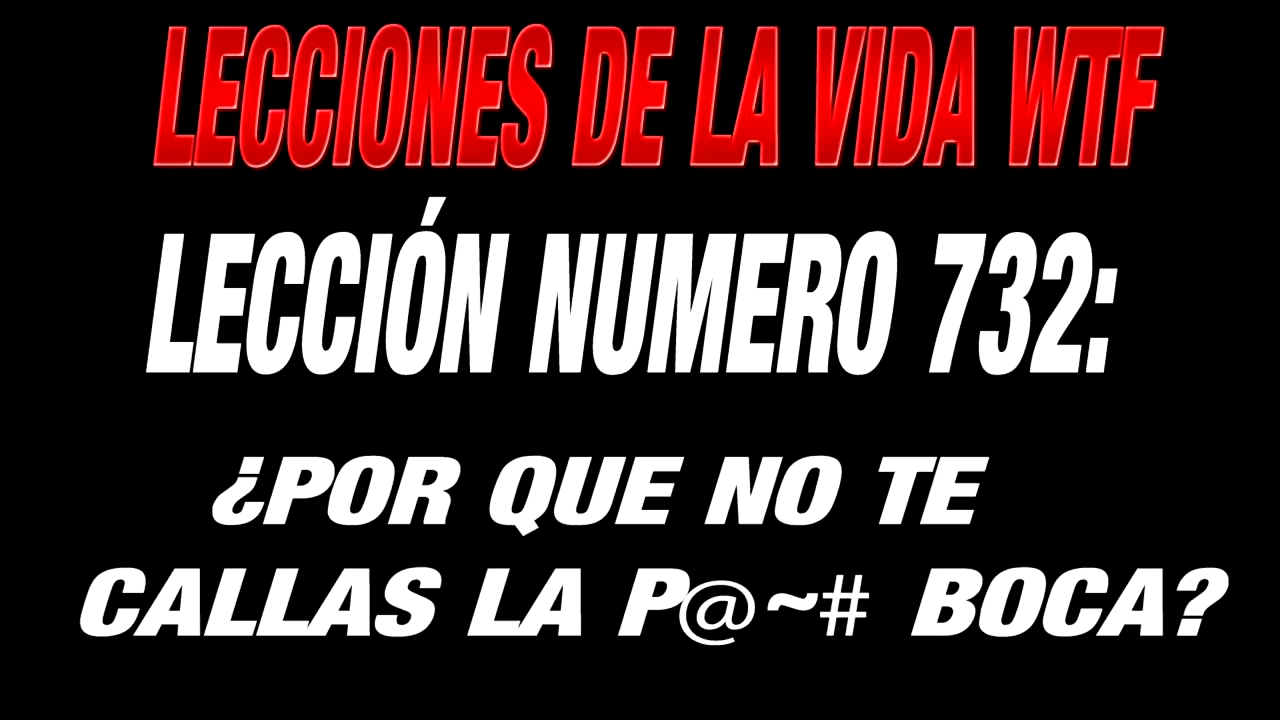 LECCIONES DE LA VIDA WTF
LECCIÓN NUMERO 732:
¿POR QUE NO TE
CALLAS LA P@~# BOCA?